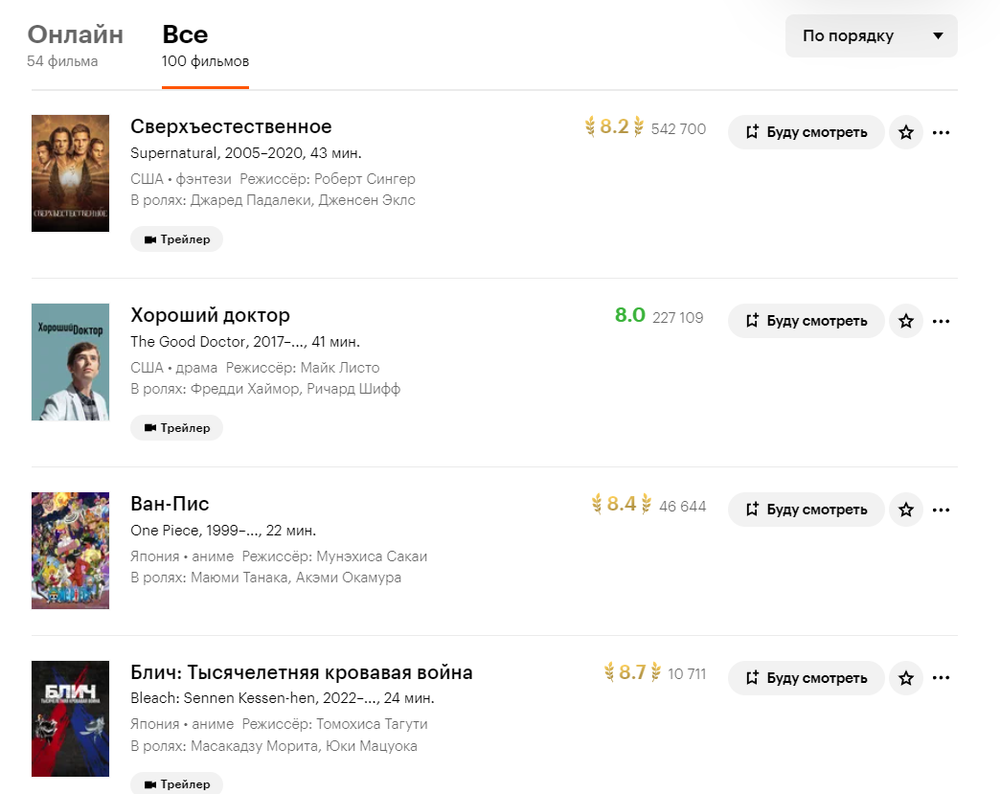 Онлайн
54 фильма
Все
100 фильмов
По порядку
СВЕРХЪЕСТЕСТВЕННОЕ
Сверхъестественное
Supernatural, 2005–2020, 43 мин.
США • фэнтези Режиссёр: Роберт Сингер
В ролях: Джаред Падалеки, Дженсен Эклс
Трейлер
8.2 542 700
Буду смотреть
Хороший Доктор
Хороший доктор
The Good Doctor, 2017–..., 41 мин.
США • драма Режиссёр: Майк Листо
В ролях: Фредди Хаймор, Ричард Шифф
Трейлер
8.0 227 109
Буду смотреть
Ван-Пис
One Piece, 1999–..., 22 мин.
Япония • аниме Режиссёр: Мунэхиса Сакаи
В ролях: Маюми Танака, Акэми Окамура
8.4 46 644
Буду смотреть
БЛИЧ
ТЫСЯЧЕЛЕТНЯЯ КРОВАВАЯ ВОЙНА
Блич: Тысячелетняя кровавая война
Bleach: Sennen Kessen-hen, 2022–..., 24 мин.
Япония • аниме Режиссёр: Томохиса Тагути
В ролях: Масакадзу Морита, Юки Мацуока
Трейлер
8.7 10 711
Буду смотреть